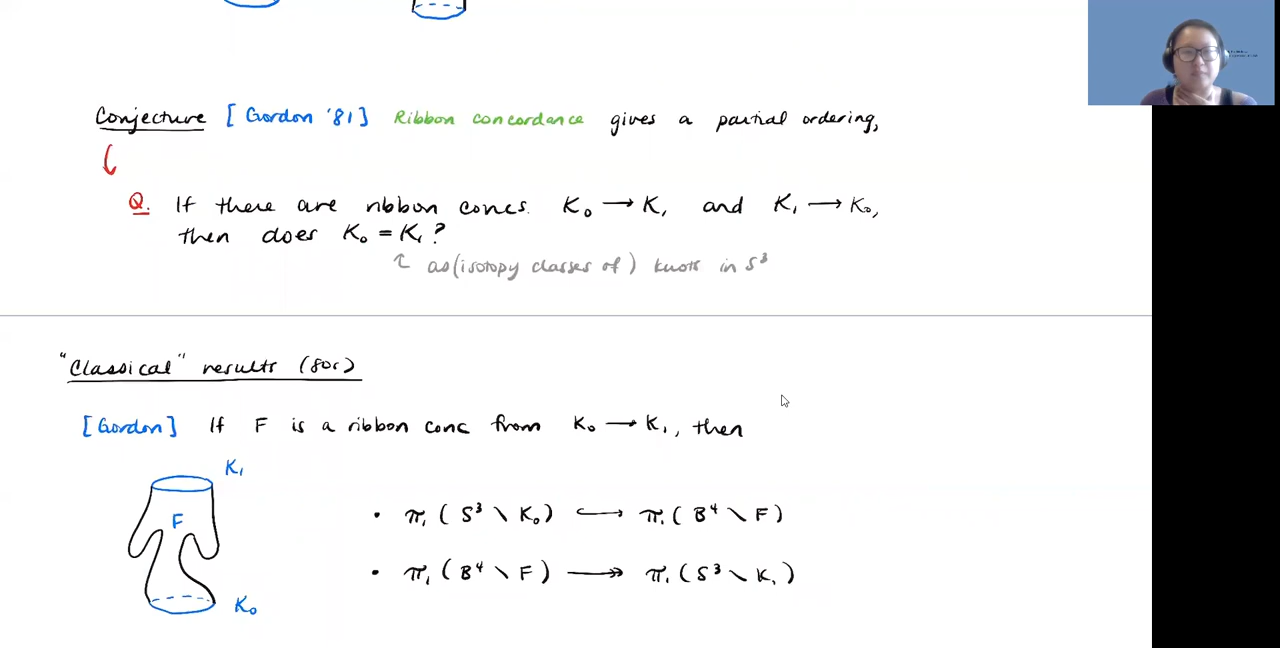 Conjecture [Gordon '81] Ribbon concordance gives a partial ordering,
Q. If there are ribbon concs. K₀ → K₁ and K₁ → K₀,
then does K₀ = K₁?
↑ as (isotopy classes of) knots in S³
"Classical" results (80s)
[Gordon] If F is a ribbon conc from K₀ → K₁, then
K₁
F
K₀
• π₁ (S³ \ K₀) ↪ π₁ (B⁴ \ F)
• π₁ (B⁴ \ F) ↠ π₁ (S³ \ K₁)